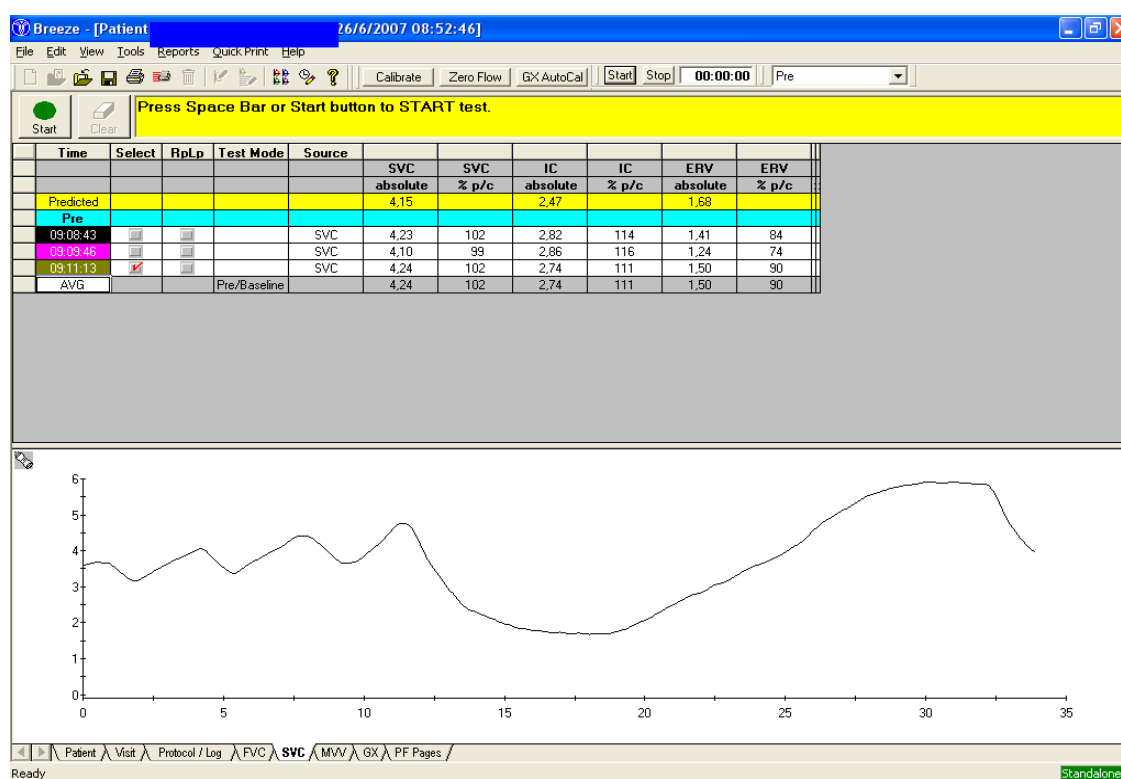 Breeze - [Patient 26/6/2007 08:52:46]
File Edit View Tools Reports Quick Print Help
Calibrate Zero Flow GX AutoCal Start Stop 00:00:00 Pre
Start Clear Press Space Bar or Start button to START test.
Time Select RpLp Test Mode Source
SVC SVC IC IC ERV ERV
absolute % p/c absolute % p/c absolute % p/c
Predicted 4,15 2,47 1,68
Pre
09:08:43 SVC 4,23 102 2,82 114 1,41 84
09:09:46 SVC 4,10 99 2,86 116 1,24 74
09:11:13 SVC 4,24 102 2,74 111 1,50 90
AVG Pre/Baseline 4,24 102 2,74 111 1,50 90
6
5
4
3
2
1
0
0 5 10 15 20 25 30 35
Patient Visit Protocol / Log FVC SVC MVV GX PF Pages
Ready Standalone